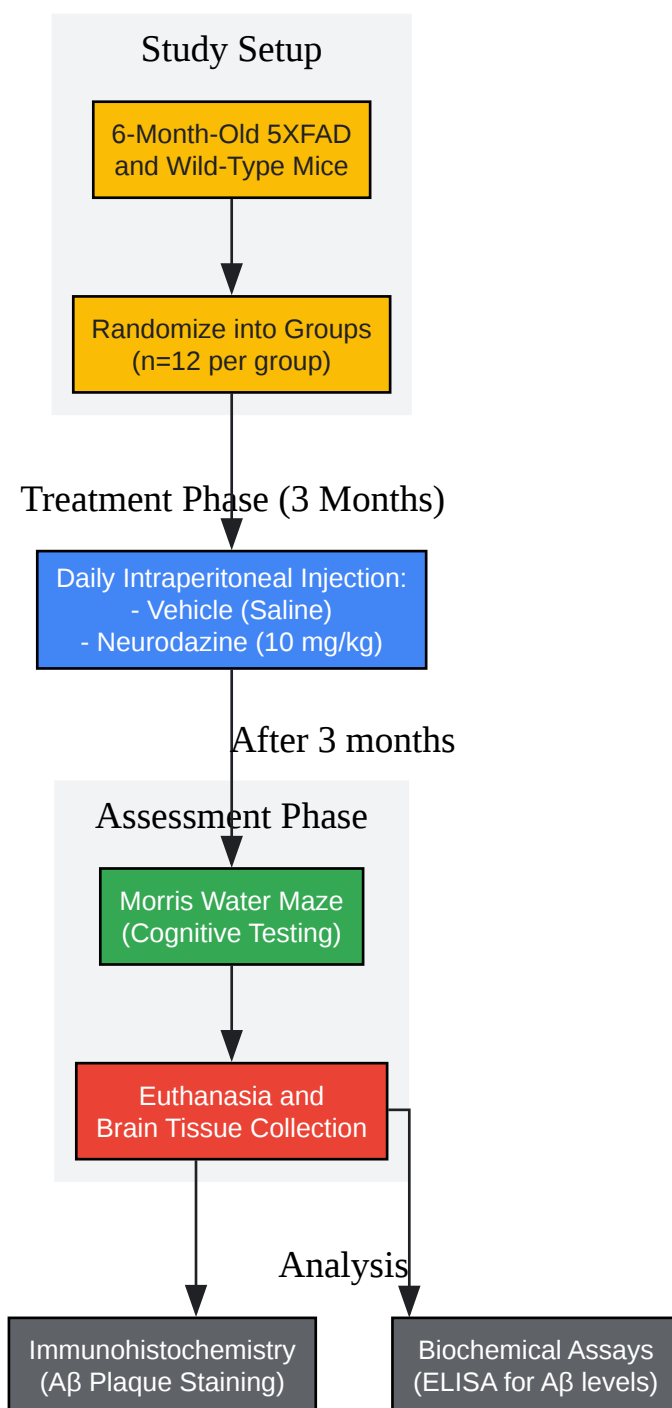 Study Setup
6-Month-Old 5XFAD
and Wild-Type Mice
Randomize into Groups
(n=12 per group)
Treatment Phase (3 Months)
Daily Intraperitoneal Injection:
- Vehicle (Saline)
- Neurodazine (10 mg/kg)
After 3 months
Assessment Phase
Morris Water Maze
(Cognitive Testing)
Euthanasia and
Brain Tissue Collection
Analysis
Immunohistochemistry
(Aβ Plaque Staining)
Biochemical Assays
(ELISA for Aβ levels)